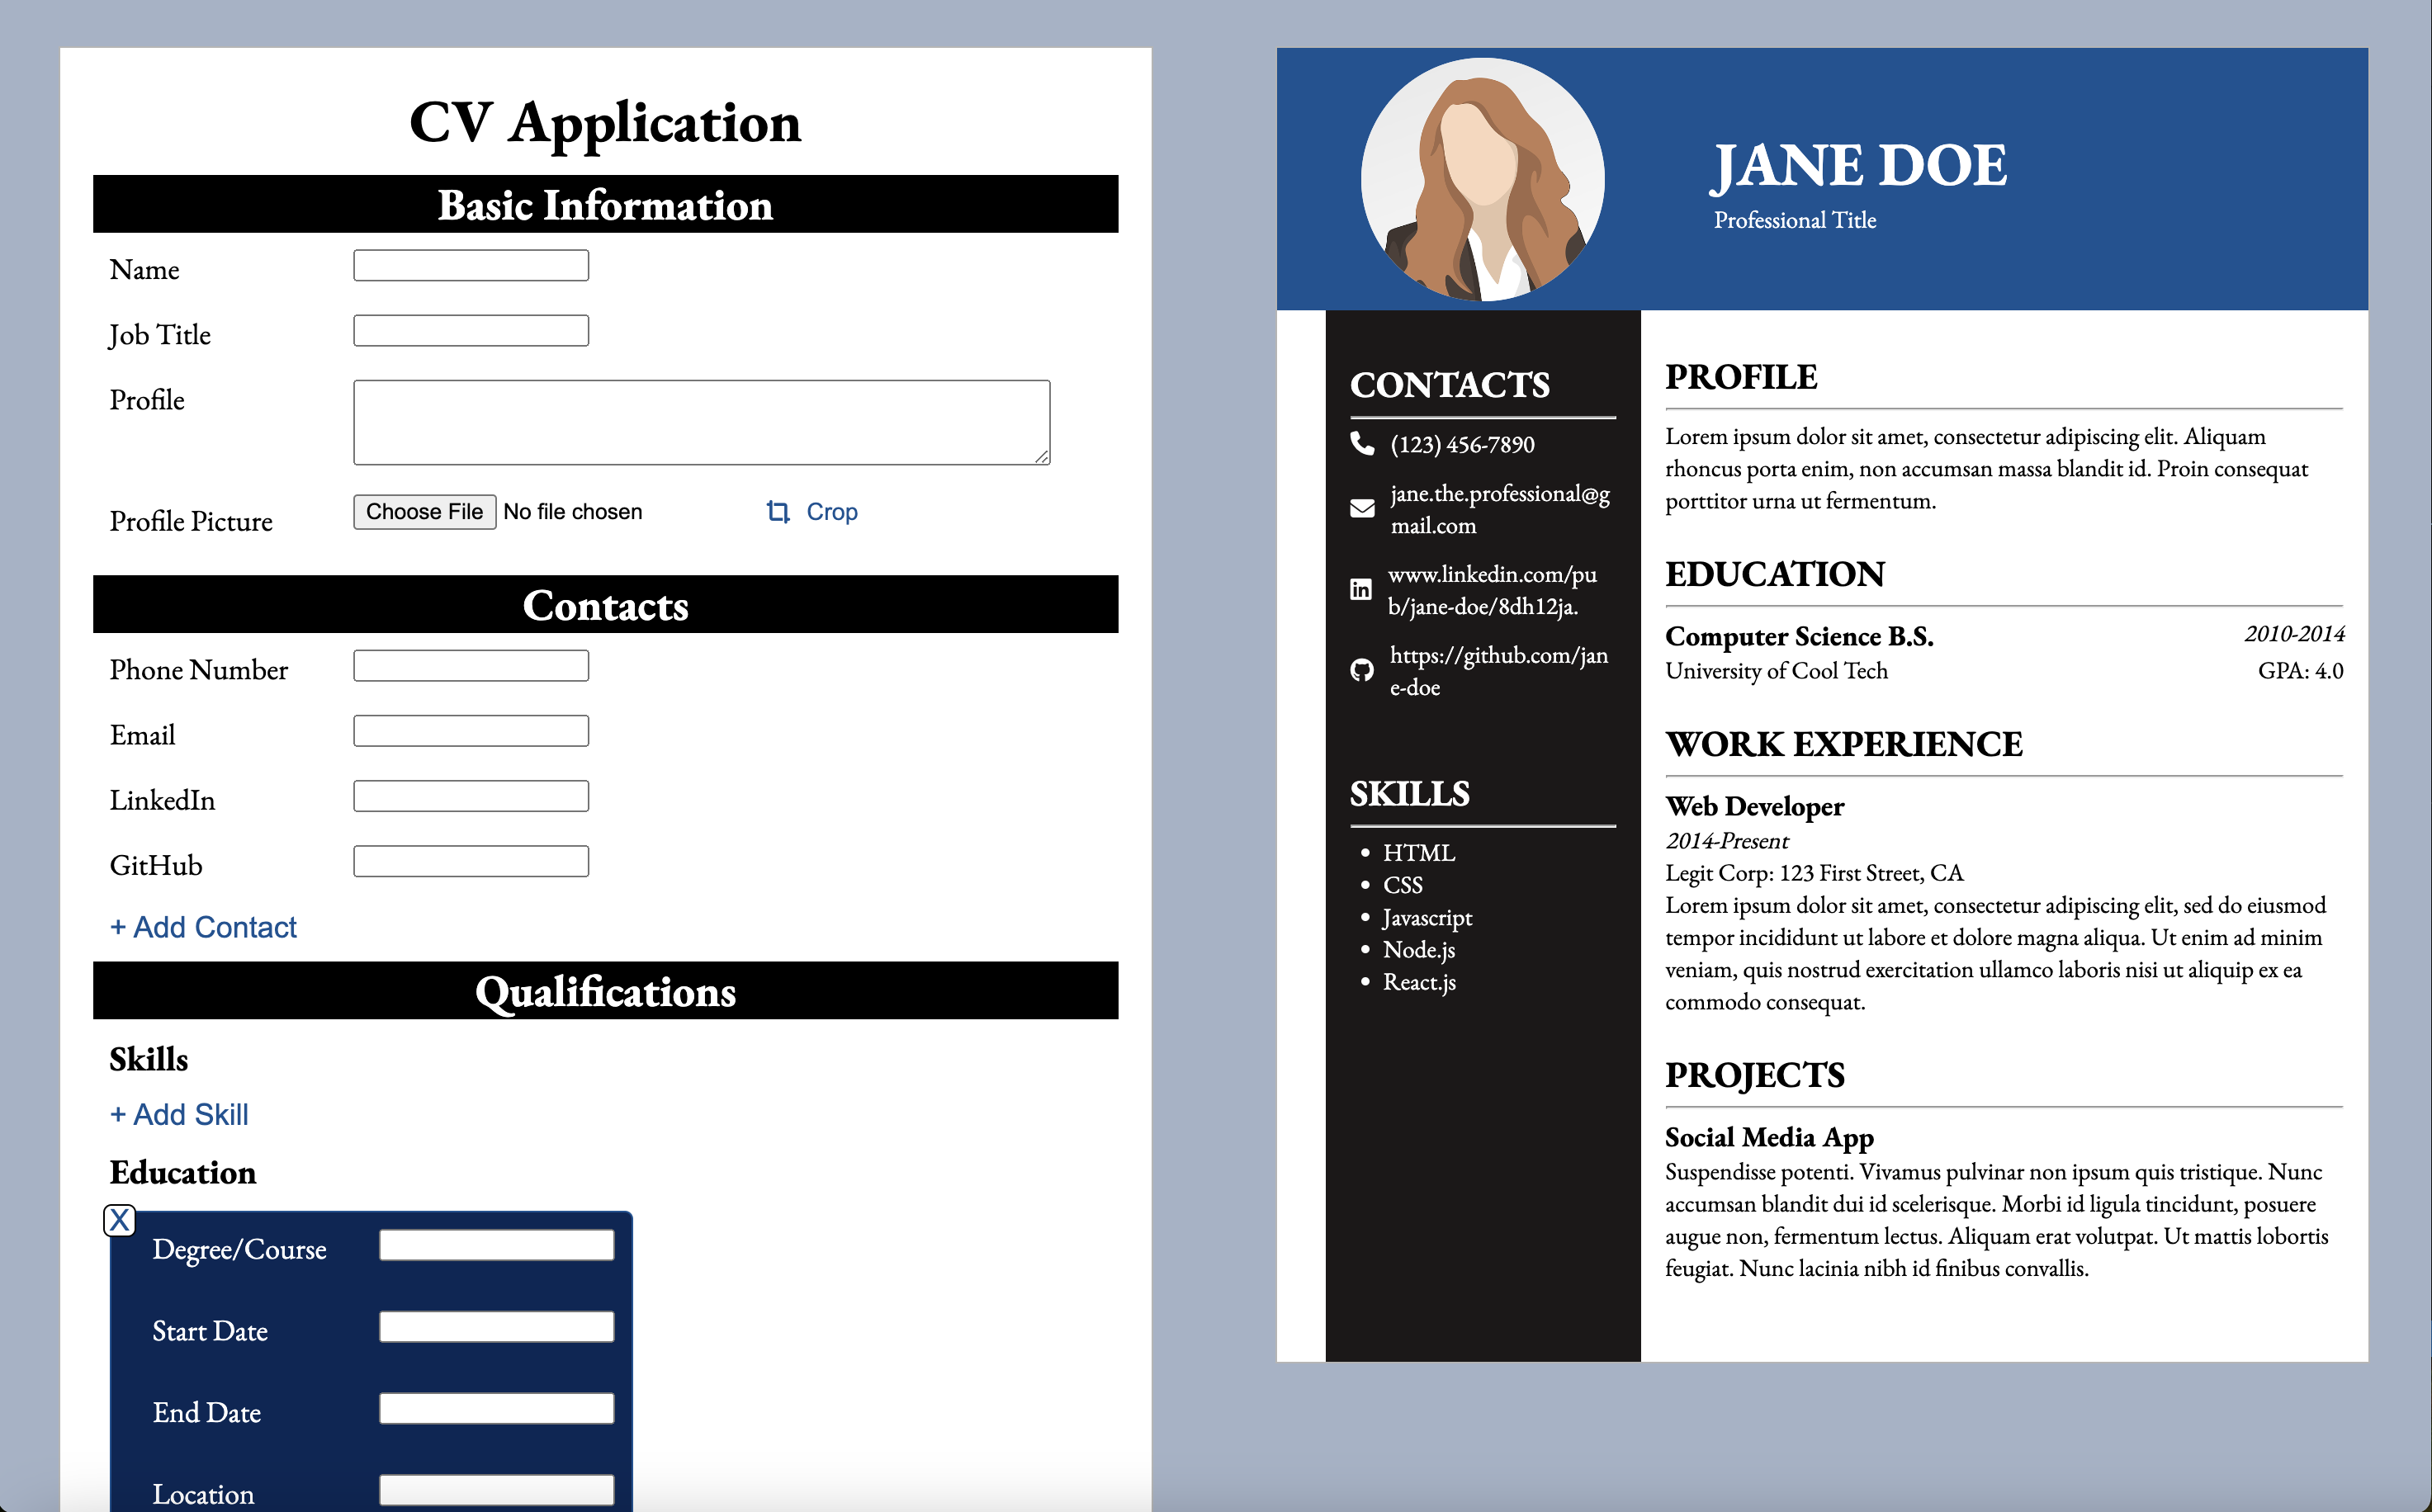 CV Application
Basic Information
Name
Job Title
Profile
Profile Picture
Choose File No file chosen
Crop
Contacts
Phone Number
Email
LinkedIn
GitHub
+ Add Contact
Qualifications
Skills
+ Add Skill
Education
X
Degree/Course
Start Date
End Date
Location
JANE DOE
Professional Title
CONTACTS
(123) 456-7890
jane.the.professional@g
mail.com
in
www.linkedin.com/pu
b/jane-doe/8dh12ja.
https://github.com/jan
e-doe
SKILLS
• HTML
• CSS
• Javascript
• Node.js
• React.js
PROFILE
Lorem ipsum dolor sit amet, consectetur adipiscing elit. Aliquam
rhoncus porta enim, non accumsan massa blandit id. Proin consequat
porttitor urna ut fermentum.
EDUCATION
Computer Science B.S. 2010-2014
University of Cool Tech GPA: 4.0
WORK EXPERIENCE
Web Developer
2014-Present
Legit Corp: 123 First Street, CA
Lorem ipsum dolor sit amet, consectetur adipiscing elit, sed do eiusmod
tempor incididunt ut labore et dolore magna aliqua. Ut enim ad minim
veniam, quis nostrud exercitation ullamco laboris nisi ut aliquip ex ea
commodo consequat.
PROJECTS
Social Media App
Suspendisse potenti. Vivamus pulvinar non ipsum quis tristique. Nunc
accumsan blandit dui id scelerisque. Morbi id ligula tincidunt, posuere
augue non, fermentum lectus. Aliquam erat volutpat. Ut mattis lobortis
feugiat. Nunc lacinia nibh id finibus convallis.